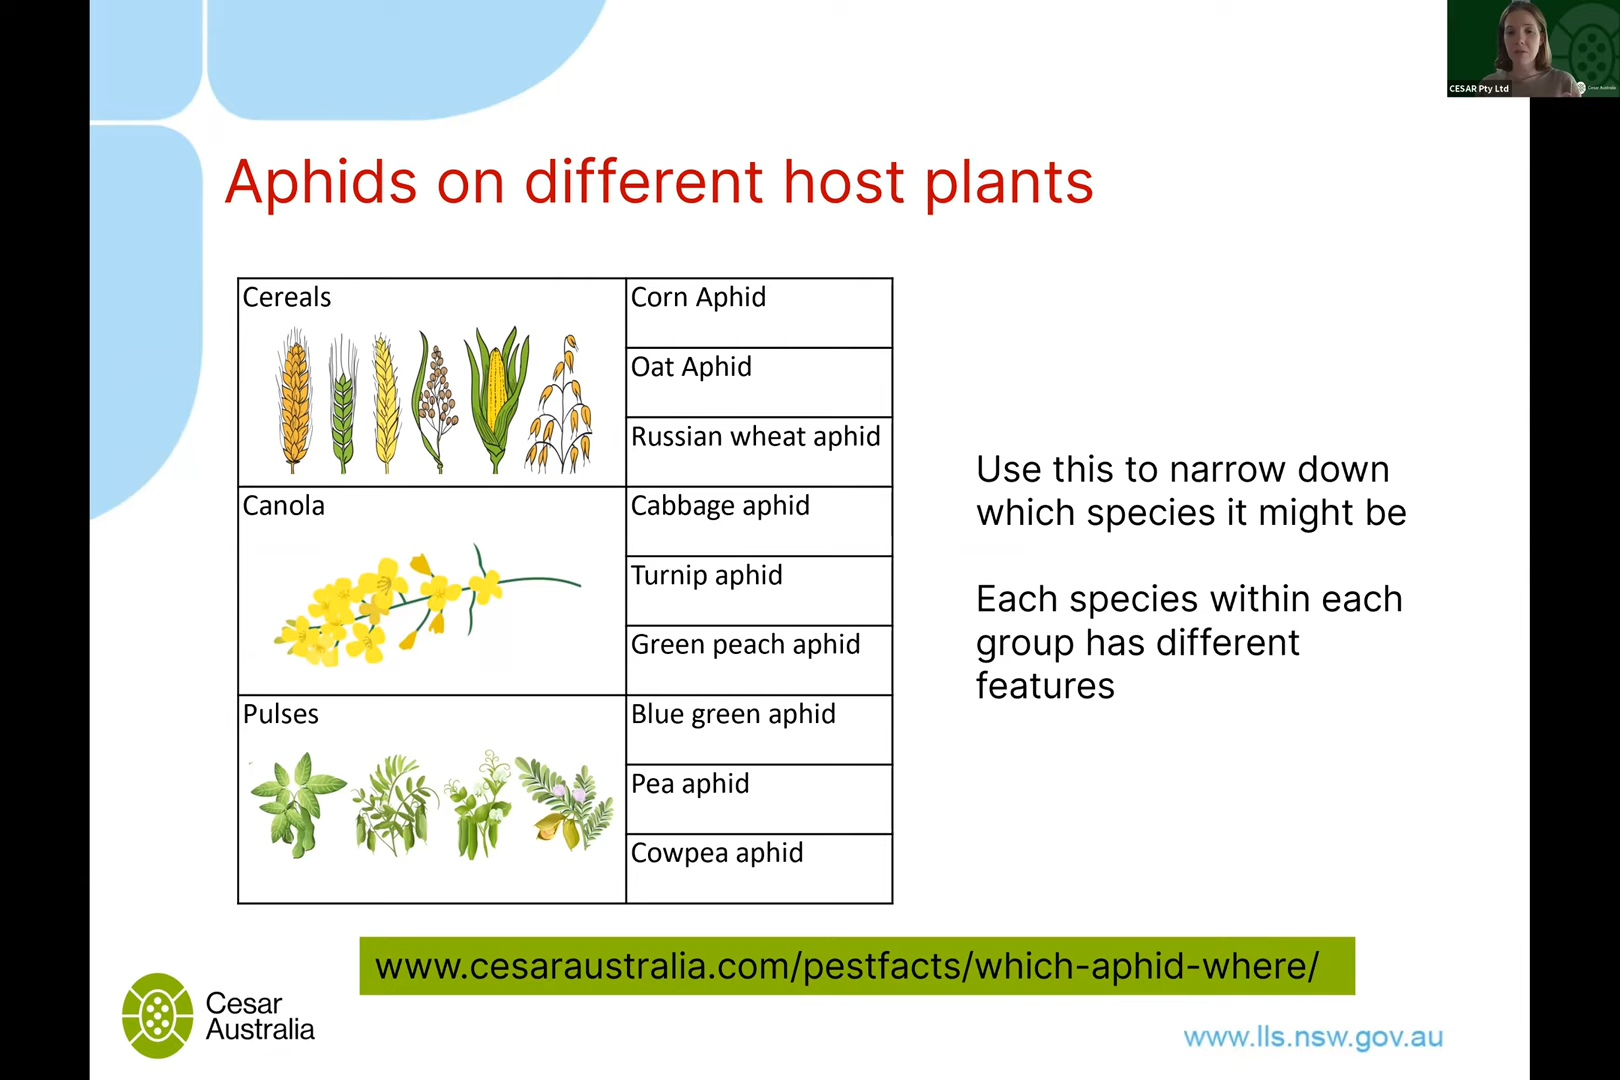 CESAR Pty Ltd
Cesar Australia
Aphids on different host plants
Cereals
Corn Aphid
Oat Aphid
Russian wheat aphid
Canola
Cabbage aphid
Turnip aphid
Green peach aphid
Pulses
Blue green aphid
Pea aphid
Cowpea aphid
Use this to narrow down
which species it might be
Each species within each
group has different
features
www.cesaraustralia.com/pestfacts/which-aphid-where/
Cesar
Australia
www.lls.nsw.gov.au